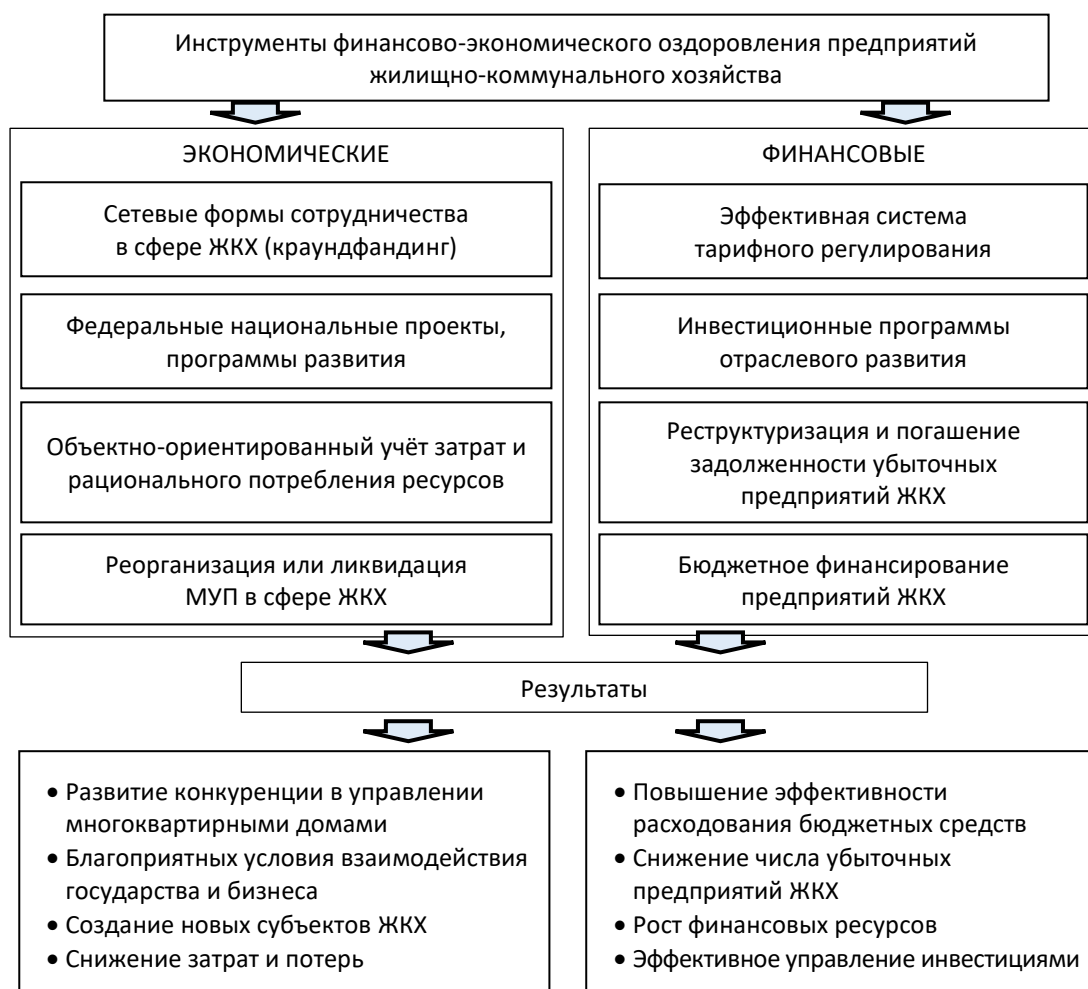 Инструменты финансово-экономического оздоровления предприятий
жилищно-коммунального хозяйства
ЭКОНОМИЧЕСКИЕ
Сетевые формы сотрудничества
в сфере ЖКХ (краундфандинг)
Федеральные национальные проекты,
программы развития
Объектно-ориентированный учёт затрат и
рационального потребления ресурсов
Реорганизация или ликвидация
МУП в сфере ЖКХ
ФИНАНСОВЫЕ
Эффективная система
тарифного регулирования
Инвестиционные программы
отраслевого развития
Реструктуризация и погашение
задолженности убыточных
предприятий ЖКХ
Бюджетное финансирование
предприятий ЖКХ
Результаты
• Развитие конкуренции в управлении
многоквартирными домами
• Благоприятных условия взаимодействия
государства и бизнеса
• Создание новых субъектов ЖКХ
• Снижение затрат и потерь
• Повышение эффективности
расходования бюджетных средств
• Снижение числа убыточных
предприятий ЖКХ
• Рост финансовых ресурсов
• Эффективное управление инвестициями